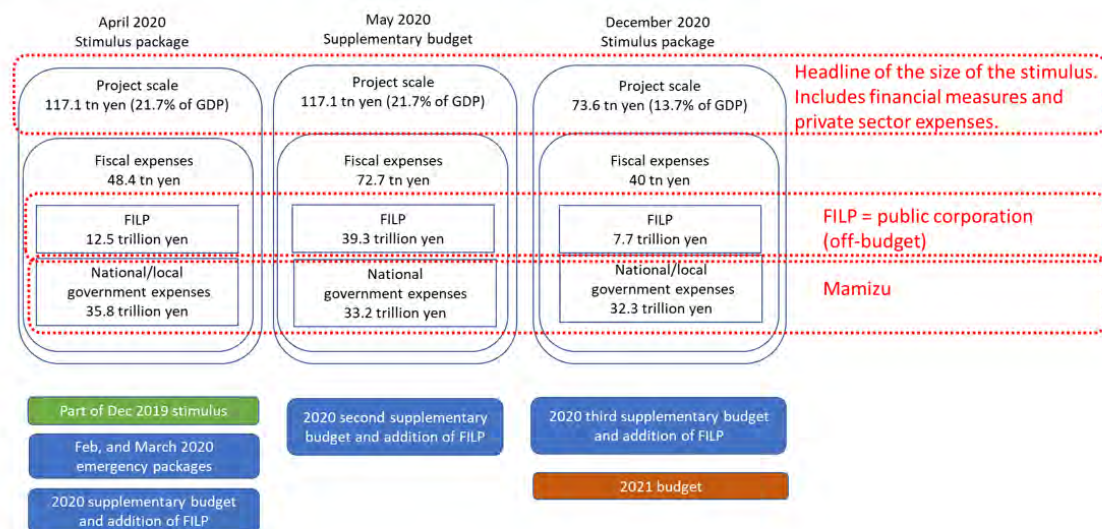 April 2020
Stimulus package
May 2020
Supplementary budget
December 2020
Stimulus package
Project scale
117.1 tn yen (21.7% of GDP)
Project scale
117.1 tn yen (21.7% of GDP)
Project scale
73.6 tn yen (13.7% of GDP)
Headline of the size of the stimulus.
Includes financial measures and
private sector expenses.
Fiscal expenses
48.4 tn yen
Fiscal expenses
72.7 tn yen
Fiscal expenses
40 tn yen
FILP
12.5 trillion yen
FILP
39.3 trillion yen
FILP
7.7 trillion yen
FILP = public corporation
(off-budget)
National/local
government expenses
35.8 trillion yen
National
government expenses
33.2 trillion yen
National/local
government expenses
32.3 trillion yen
Mamizu
Part of Dec 2019 stimulus
Feb, and March 2020
emergency packages
2020 supplementary budget
and addition of FILP
2020 second supplementary
budget and addition of FILP
2020 third supplementary budget
and addition of FILP
2021 budget